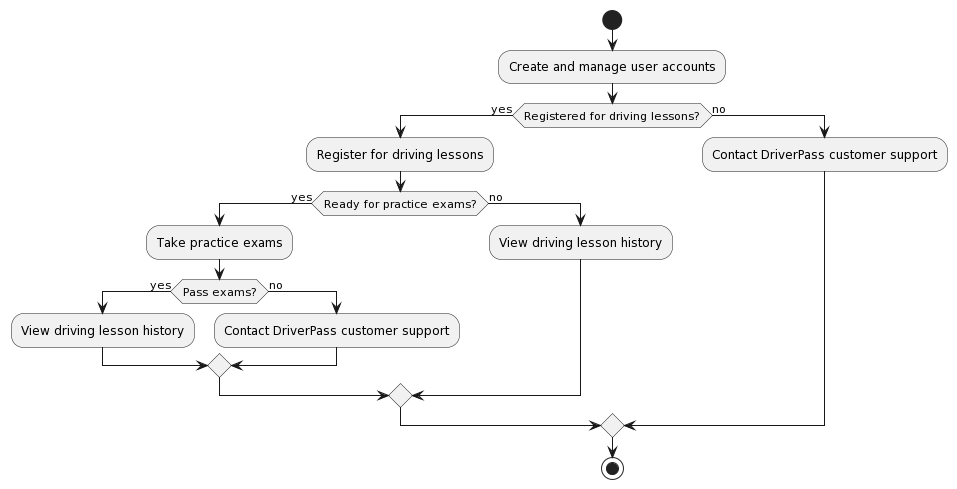 Create and manage user accounts
yes
Registered for driving lessons?
no
Register for driving lessons
Contact DriverPass customer support
yes
Ready for practice exams?
no
Take practice exams
View driving lesson history
yes
Pass exams?
no
View driving lesson history
Contact DriverPass customer support